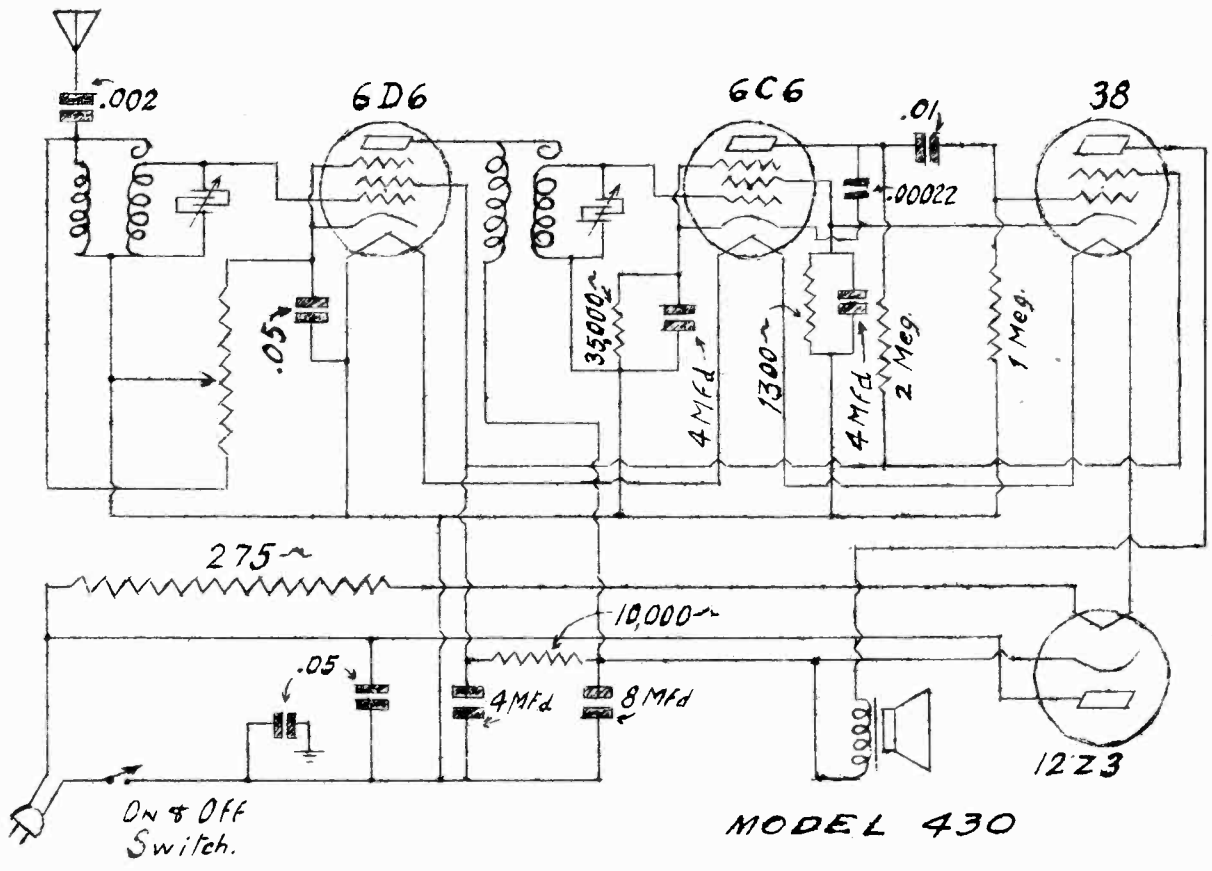 6D6
6C6
38
.002
.01
.00022
.05
35,000~
4 MFd
1300~
4 MFd
2 Meg.
1 Meg.
275~
10,000~
.05
4 MFd
8 MFd
12Z3
ON & OFF
Switch.
MODEL 430